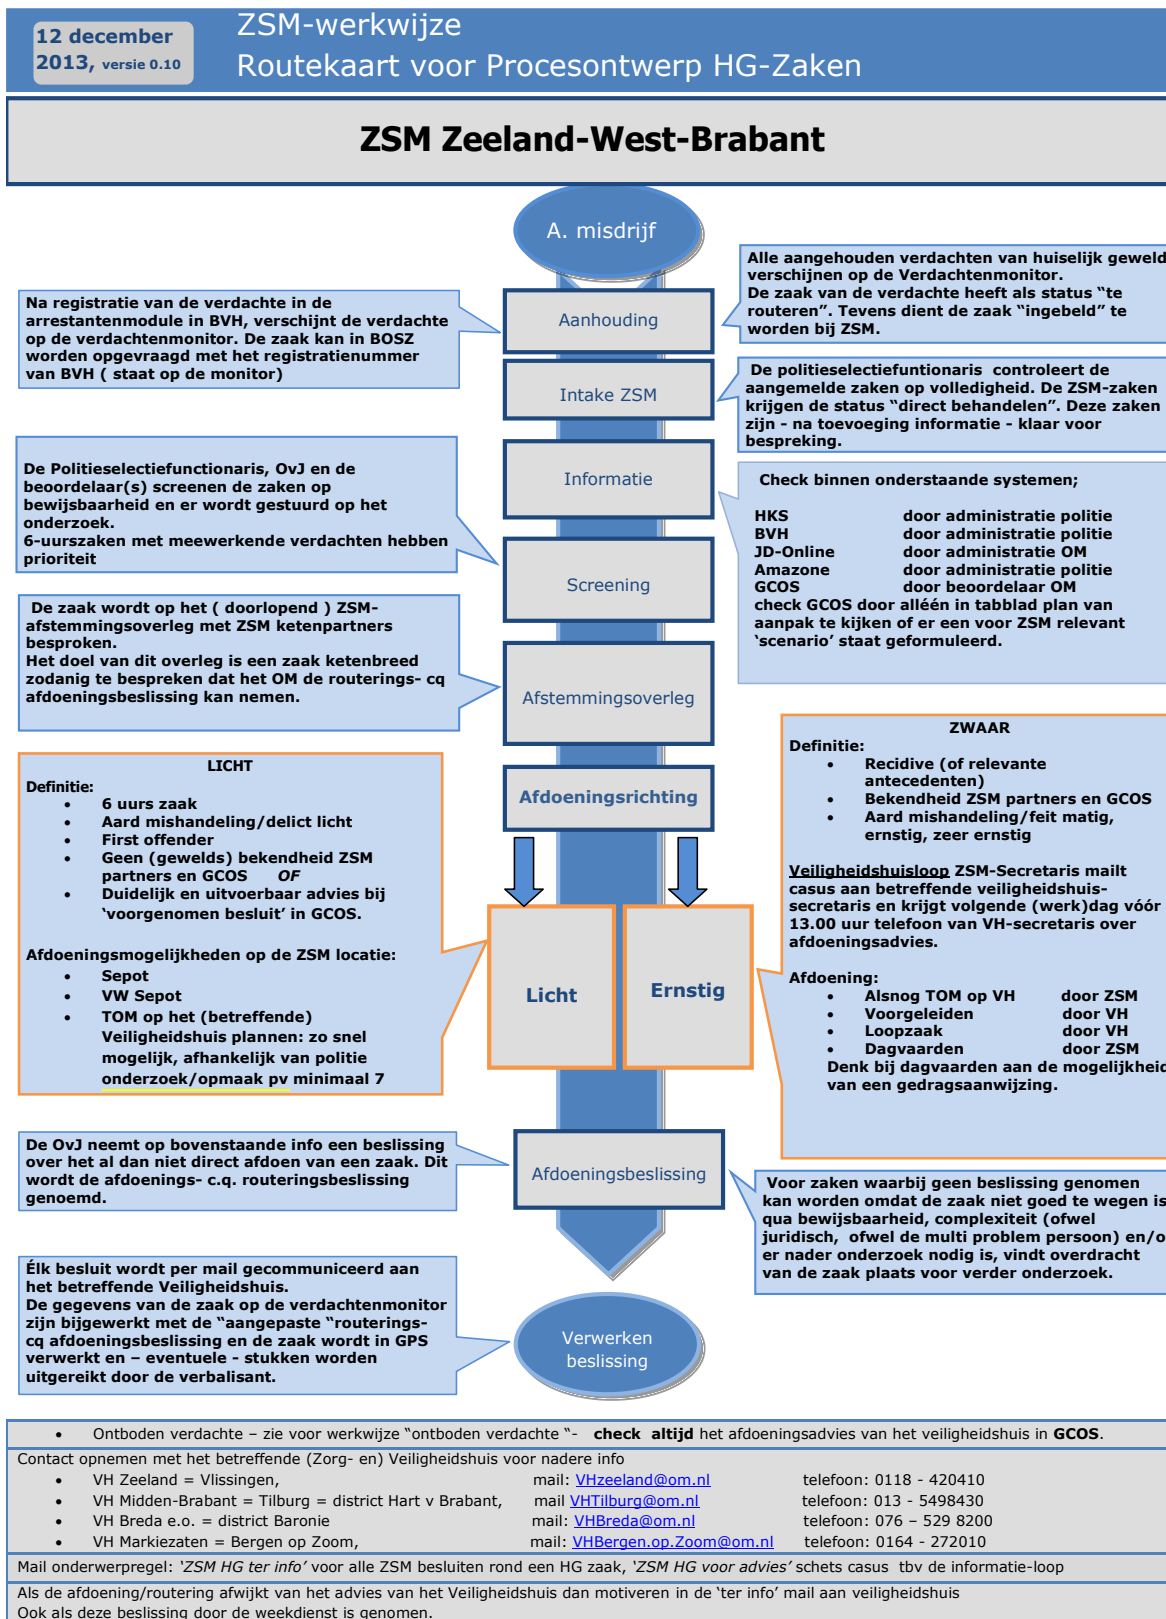 12 december
2013, versie 0.10
ZSM-werkwijze
Routekaart voor Procesontwerp HG-Zaken
ZSM Zeeland-West-Brabant
A. misdrijf
Alle aangehouden verdachten van huiselijk geweld
verschijnen op de Verdachtenmonitor.
De zaak van de verdachte heeft als status “te
routeren”. Tevens dient de zaak “ingebeld” te
worden bij ZSM.
Na registratie van de verdachte in de
arrestantenmodule in BVH, verschijnt de verdachte
op de verdachtenmonitor. De zaak kan in BOSZ
worden opgevraagd met het registratienummer
van BVH ( staat op de monitor)
Aanhouding
De politieselectiefuntionaris controleert de
aangemelde zaken op volledigheid. De ZSM-zaken
krijgen de status “direct behandelen”. Deze zaken
zijn - na toevoeging informatie - klaar voor
bespreking.
Intake ZSM
De Politieselectiefunctionaris, OvJ en de
beoordelaar(s) screenen de zaken op
bewijsbaarheid en er wordt gestuurd op het
onderzoek.
6-uurszaken met meewerkende verdachten hebben
prioriteit
Informatie
Check binnen onderstaande systemen;
HKS door administratie politie
BVH door administratie politie
JD-Online door administratie OM
Amazone door administratie politie
GCOS door beoordelaar OM
check GCOS door alléén in tabblad plan van
aanpak te kijken of er een voor ZSM relevant
‘scenario’ staat geformuleerd.
Screening
De zaak wordt op het ( doorlopend ) ZSM-
afstemmingsoverleg met ZSM ketenpartners
besproken.
Het doel van dit overleg is een zaak ketenbreed
zodanig te bespreken dat het OM de routerings- cq
afdoeningsbeslissing kan nemen.
Afstemmingsoverleg
LICHT
Definitie:
• 6 uurs zaak
• Aard mishandeling/delict licht
• First offender
• Geen (gewelds) bekendheid ZSM
partners en GCOS OF
• Duidelijk en uitvoerbaar advies bij
‘voorgenomen besluit’ in GCOS.
Afdoeningsmogelijkheden op de ZSM locatie:
• Sepot
• VW Sepot
• TOM op het (betreffende)
Veiligheidshuis plannen: zo snel
mogelijk, afhankelijk van politie
onderzoek/opmaak pv minimaal 7
Afdoeningsrichting
Licht
Ernstig
ZWAAR
Definitie:
• Recidive (of relevante
antecedenten)
• Bekendheid ZSM partners en GCOS
• Aard mishandeling/feit matig,
ernstig, zeer ernstig
Veiligheidshuisloop ZSM-Secretaris mailt
casus aan betreffende veiligheidshuis-
secretaris en krijgt volgende (werk)dag vóór
13.00 uur telefoon van VH-secretaris over
afdoeningsadvies.
Afdoening:
• Alsnog TOM op VH door ZSM
• Voorgeleiden door VH
• Loopzaak door VH
• Dagvaarden door ZSM
Denk bij dagvaarden aan de mogelijkheid
van een gedragsaanwijzing.
De OvJ neemt op bovenstaande info een beslissing
over het al dan niet direct afdoen van een zaak. Dit
wordt de afdoenings- c.q. routeringsbeslissing
genoemd.
Afdoeningsbeslissing
Voor zaken waarbij geen beslissing genomen
kan worden omdat de zaak niet goed te wegen is
qua bewijsbaarheid, complexiteit (ofwel
juridisch, ofwel de multi problem persoon) en/o
er nader onderzoek nodig is, vindt overdracht
van de zaak plaats voor verder onderzoek.
Élk besluit wordt per mail gecommuniceerd aan
het betreffende Veiligheidshuis.
De gegevens van de zaak op de verdachtenmonitor
zijn bijgewerkt met de “aangepaste “routerings-
cq afdoeningsbeslissing en de zaak wordt in GPS
verwerkt en – eventuele - stukken worden
uitgereikt door de verbalisant.
Verwerken
beslissing
• Ontboden verdachte – zie voor werkwijze “ontboden verdachte “- check altijd het afdoeningsadvies van het veiligheidshuis in GCOS.
Contact opnemen met het betreffende (Zorg- en) Veiligheidshuis voor nadere info
• VH Zeeland = Vlissingen, mail: VHzeeland@om.nl telefoon: 0118 - 420410
• VH Midden-Brabant = Tilburg = district Hart v Brabant, mail VHTilburg@om.nl telefoon: 013 - 5498430
• VH Breda e.o. = district Baronie mail: VHBreda@om.nl telefoon: 076 – 529 8200
• VH Markiezaten = Bergen op Zoom, mail: VHBergen.op.Zoom@om.nl telefoon: 0164 - 272010
Mail onderwerpregel: ‘ZSM HG ter info’ voor alle ZSM besluiten rond een HG zaak, ‘ZSM HG voor advies’ schets casus tbv de informatie-loop
Als de afdoening/routering afwijkt van het advies van het Veiligheidshuis dan motiveren in de ‘ter info’ mail aan veiligheidshuis
Ook als deze beslissing door de weekdienst is genomen.